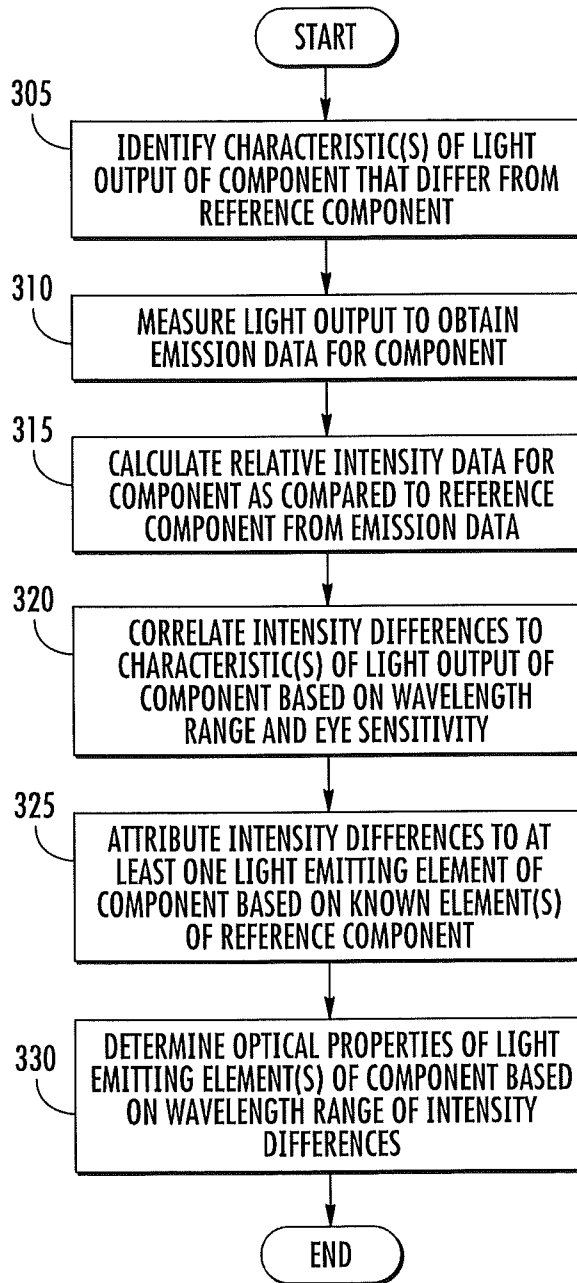 START
305
IDENTIFY CHARACTERISTIC(S) OF LIGHT
OUTPUT OF COMPONENT THAT DIFFER FROM
REFERENCE COMPONENT
310
MEASURE LIGHT OUTPUT TO OBTAIN
EMISSION DATA FOR COMPONENT
315
CALCULATE RELATIVE INTENSITY DATA FOR
COMPONENT AS COMPARED TO REFERENCE
COMPONENT FROM EMISSION DATA
320
CORRELATE INTENSITY DIFFERENCES TO
CHARACTERISTIC(S) OF LIGHT OUTPUT OF
COMPONENT BASED ON WAVELENGTH
RANGE AND EYE SENSITIVITY
325
ATTRIBUTE INTENSITY DIFFERENCES TO AT
LEAST ONE LIGHT EMITTING ELEMENT OF
COMPONENT BASED ON KNOWN ELEMENT(S)
OF REFERENCE COMPONENT
330
DETERMINE OPTICAL PROPERTIES OF LIGHT
EMITTING ELEMENT(S) OF COMPONENT BASED
ON WAVELENGTH RANGE OF INTENSITY
DIFFERENCES
END